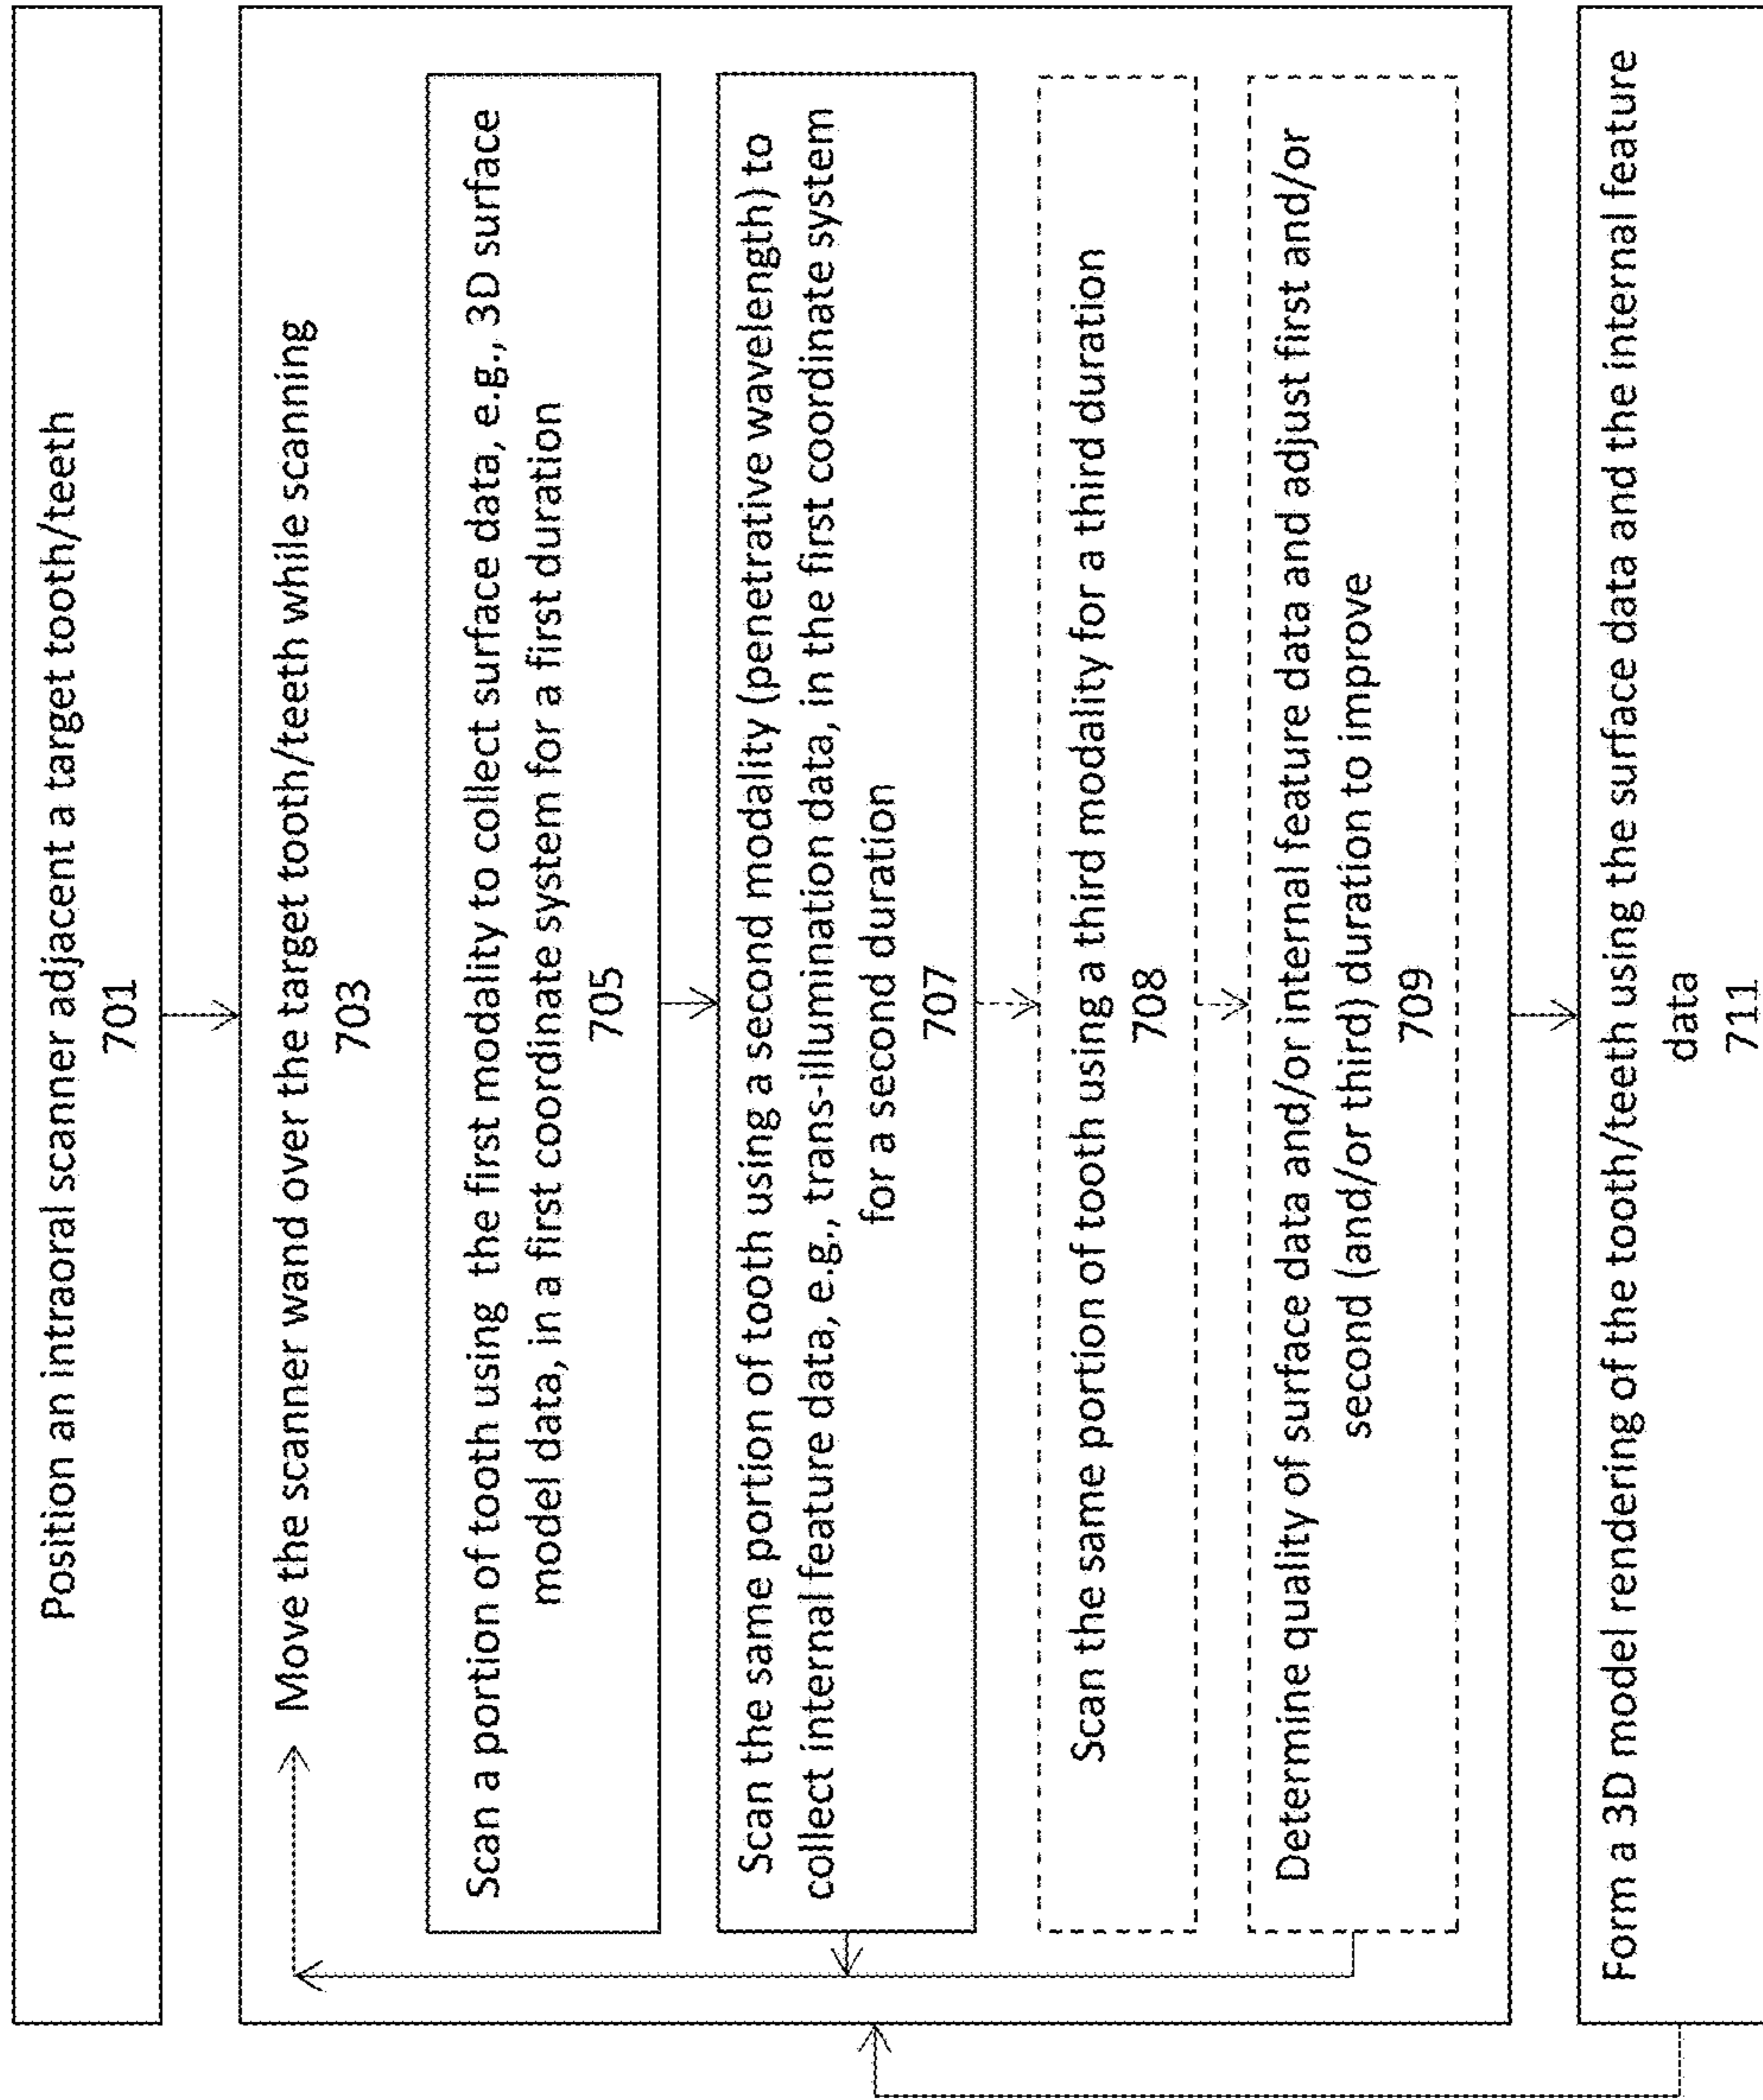 Position an intraoral scanner adjacent a target tooth/teeth
701
Move the scanner wand over the target tooth/teeth while scanning
703
Scan a portion of tooth using the first modality to collect surface data, e.g., 3D surface
model data, in a first coordinate system for a first duration
705
Scan the same portion of tooth using a second modality (penetrative wavelength) to
collect internal feature data, e.g., trans-illumination data, in the first coordinate system
for a second duration
707
Scan the same portion of tooth using a third modality for a third duration
708
Determine quality of surface data and/or internal feature data and adjust first and/or
second (and/or third) duration to improve
709
Form a 3D model rendering of the tooth/teeth using the surface data and the internal feature
data
711